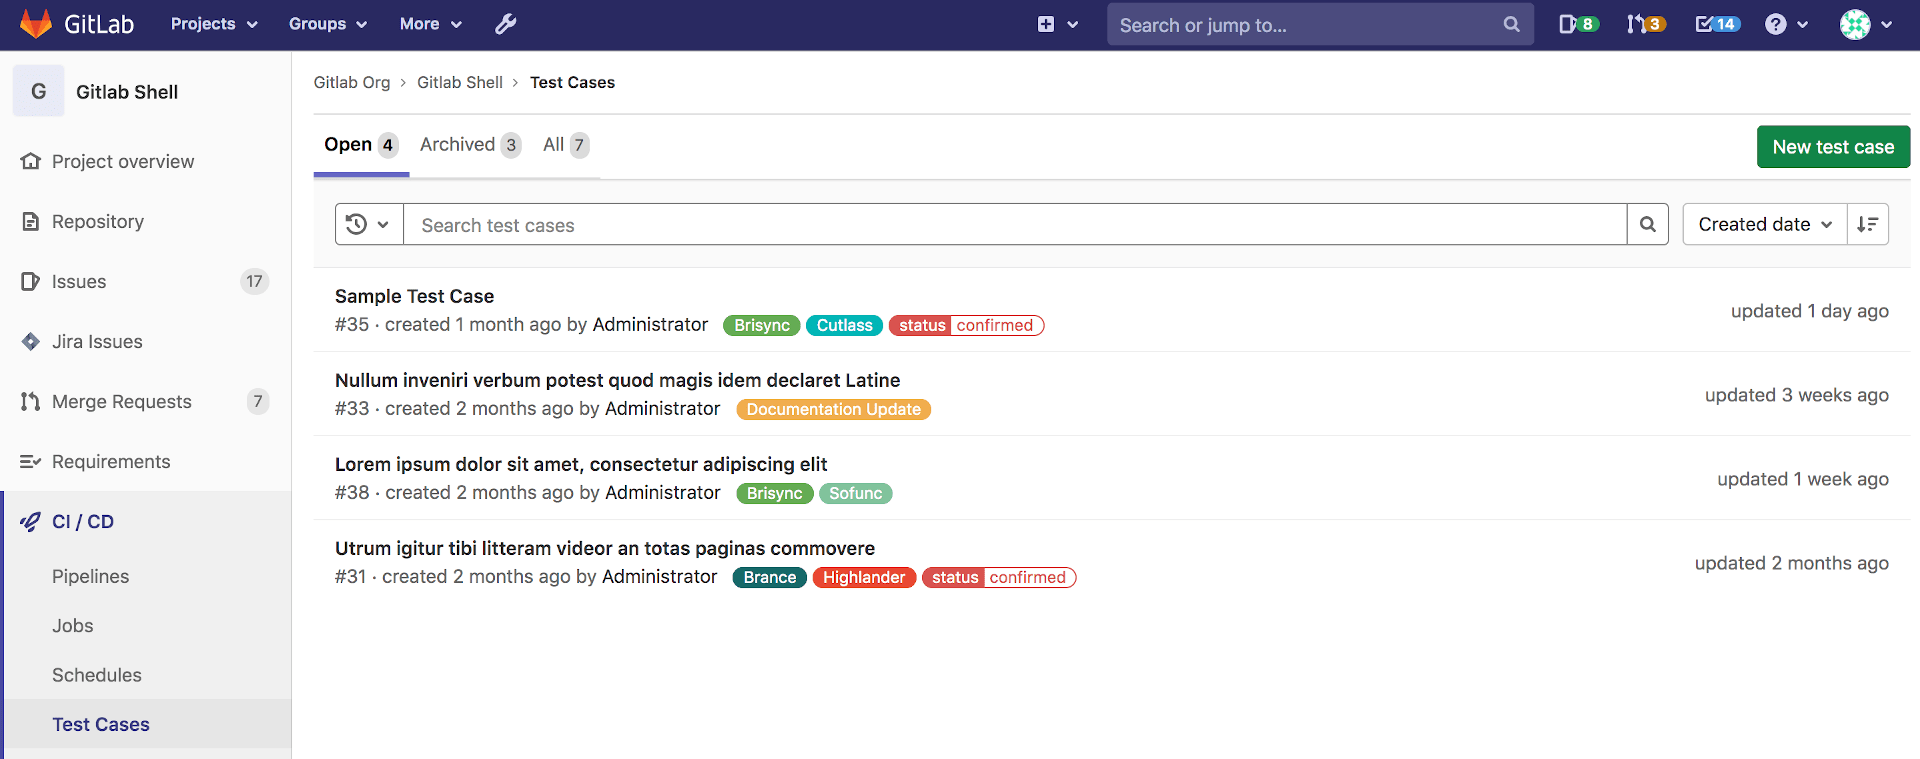 GitLab Projects Groups More Search or jump to... 8 3 14
G Gitlab Shell
Project overview
Repository
Issues 17
Jira Issues
Merge Requests 7
Requirements
CI / CD
Pipelines
Jobs
Schedules
Test Cases
Gitlab Org > Gitlab Shell > Test Cases
Open 4 Archived 3 All 7 New test case
Search test cases Created date
Sample Test Case
#35 · created 1 month ago by Administrator Brisync Cutlass status confirmed
updated 1 day ago
Nullum inveniri verbum potest quod magis idem declaret Latine
#33 · created 2 months ago by Administrator Documentation Update
updated 3 weeks ago
Lorem ipsum dolor sit amet, consectetur adipiscing elit
#38 · created 2 months ago by Administrator Brisync Sofunc
updated 1 week ago
Utrum igitur tibi litteram videor an totas paginas commovere
#31 · created 2 months ago by Administrator Brance Highlander status confirmed
updated 2 months ago